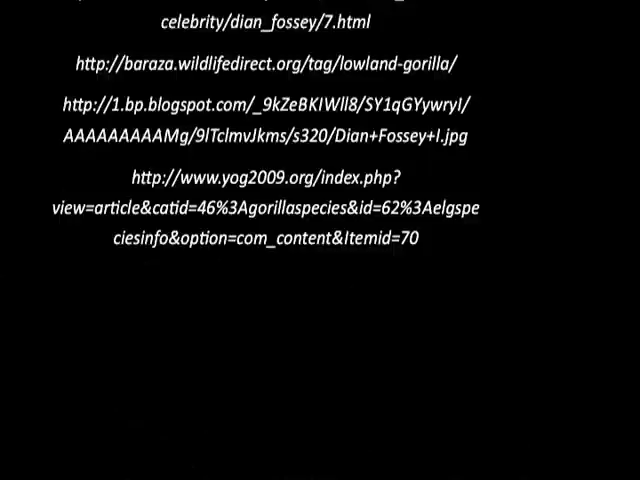 celebrity/dian_fossey/7.html
http://baraza.wildlifedirect.org/tag/lowland-gorilla/
http://1.bp.blogspot.com/_9kZeBKIWll8/SY1qGYywryI/
AAAAAAAAAMg/9lTclmvJkms/s320/Dian+Fossey+I.jpg
http://www.yog2009.org/index.php?
view=article&catid=46%3Agorillaspecies&id=62%3Aelgspe
ciesinfo&option=com_content&Itemid=70